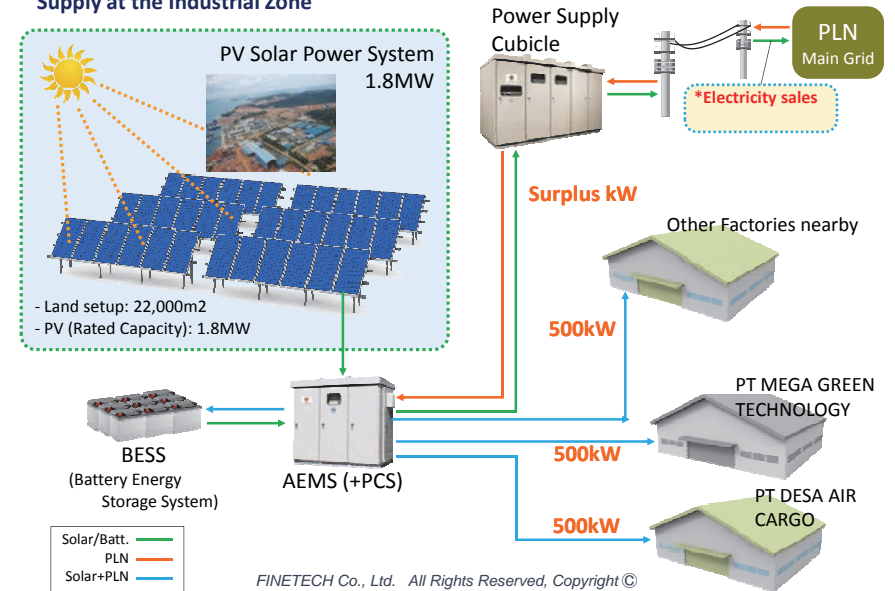 Supply at the Industrial Zone
PV Solar Power System
1.8MW
- Land setup: 22,000m2
- PV (Rated Capacity): 1.8MW
Power Supply
Cubicle
PLN
Main Grid
*Electricity sales
Surplus kW
Other Factories nearby
500kW
PT MEGA GREEN
TECHNOLOGY
500kW
PT DESA AIR
CARGO
500kW
BESS
(Battery Energy
Storage System)
AEMS (+PCS)
Solar/Batt.
PLN
Solar+PLN
FINETECH Co., Ltd. All Rights Reserved, Copyright ©